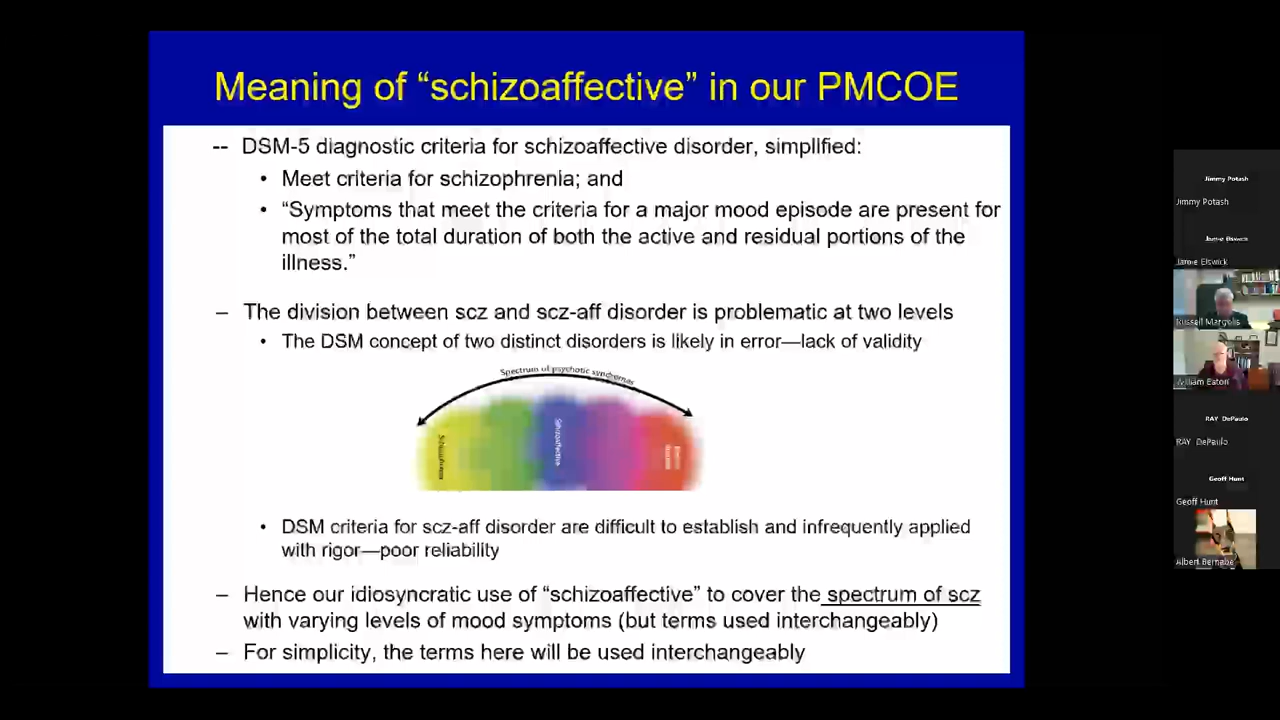 Meaning of “schizoaffective” in our PMCOE
-- DSM-5 diagnostic criteria for schizoaffective disorder, simplified:
• Meet criteria for schizophrenia; and
• “Symptoms that meet the criteria for a major mood episode are present for
most of the total duration of both the active and residual portions of the
illness.”
– The division between scz and scz-aff disorder is problematic at two levels
• The DSM concept of two distinct disorders is likely in error—lack of validity
Spectrum of psychotic syndromes
Schizophrenia
Schizoaffective
• DSM criteria for scz-aff disorder are difficult to establish and infrequently applied
with rigor—poor reliability
– Hence our idiosyncratic use of “schizoaffective” to cover the spectrum of scz
with varying levels of mood symptoms (but terms used interchangeably)
– For simplicity, the terms here will be used interchangeably
Jimmy Potash
Jimmy Potash
Jamie Elswick
Jamie Elswick
Russell Margolis
William Eaton
RAY DePaulo
RAY DePaulo
Geoff Hunt
Geoff Hunt
Albert Bernabe